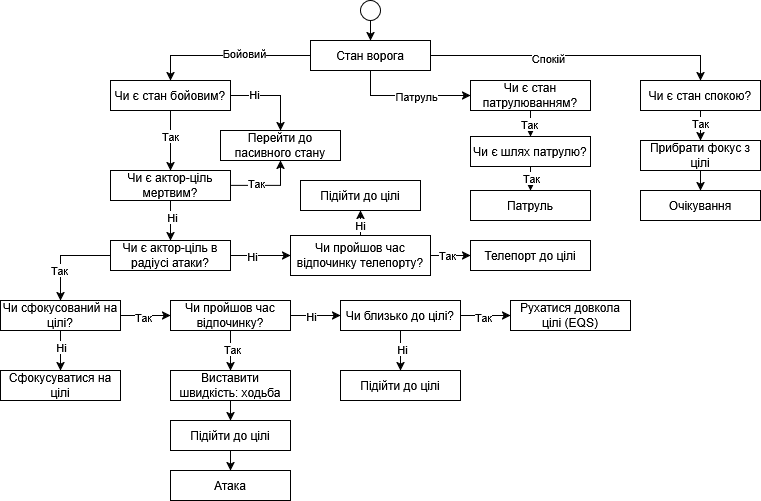 Бойовий
Стан ворога
Спокій
Чи є стан бойовим?
Ні
Патруль
Чи є стан
патрулюванням?
Чи є стан спокою?
Так
Перейти до
пасивного стану
Так
Чи є шлях патрулю?
Так
Прибрати фокус з
цілі
Чи є актор-ціль
мертвим?
Так
Підійти до цілі
Так
Патруль
Очікування
Ні
Ні
Чи є актор-ціль в
радіусі атаки?
Ні
Чи пройшов час
відпочинку телепорту?
Так
Телепорт до цілі
Так
Чи сфокусований на
цілі?
Так
Чи пройшов час
відпочинку?
Ні
Чи близько до цілі?
Так
Рухатися довкола
цілі (EQS)
Ні
Так
Ні
Сфокусуватися на
цілі
Виставити
швидкість: ходьба
Підійти до цілі
Підійти до цілі
Атака